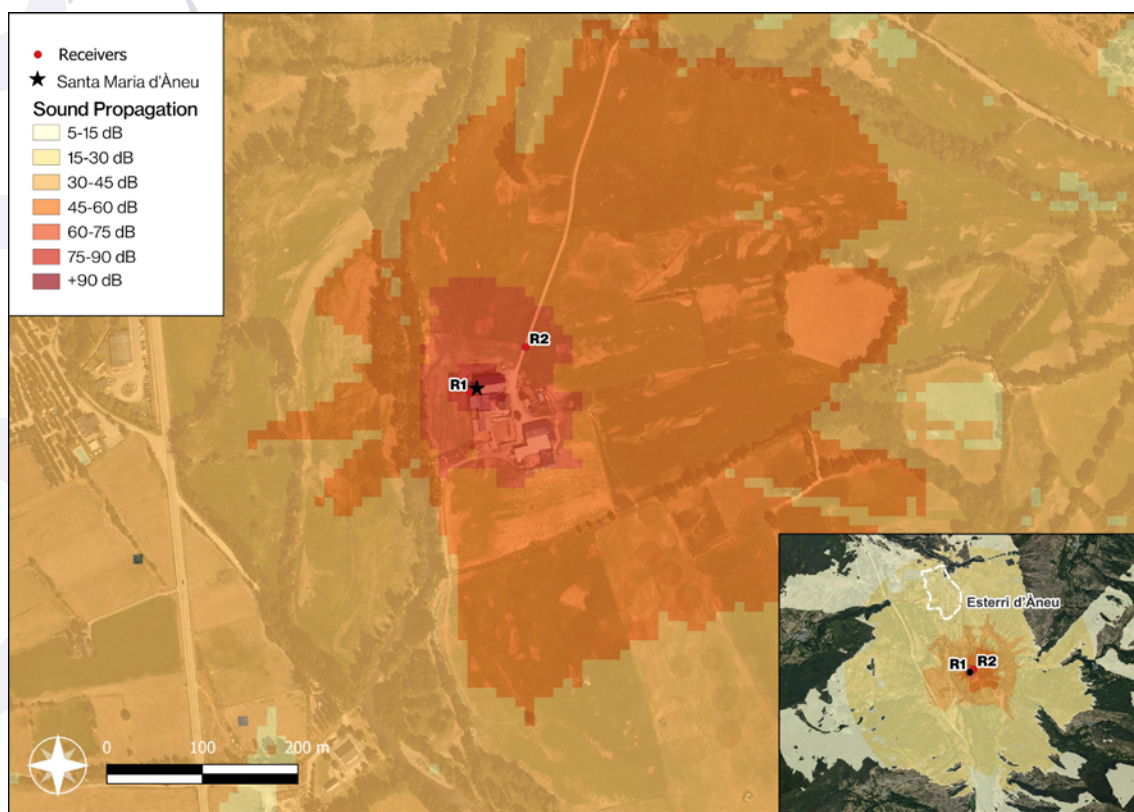 Receivers
Santa Maria d'Àneu
Sound Propagation
5-15 dB
15-30 dB
30-45 dB
45-60 dB
60-75 dB
75-90 dB
+90 dB
R2
R1
Esterri d'Àneu
R1 R2
0 100 200 m